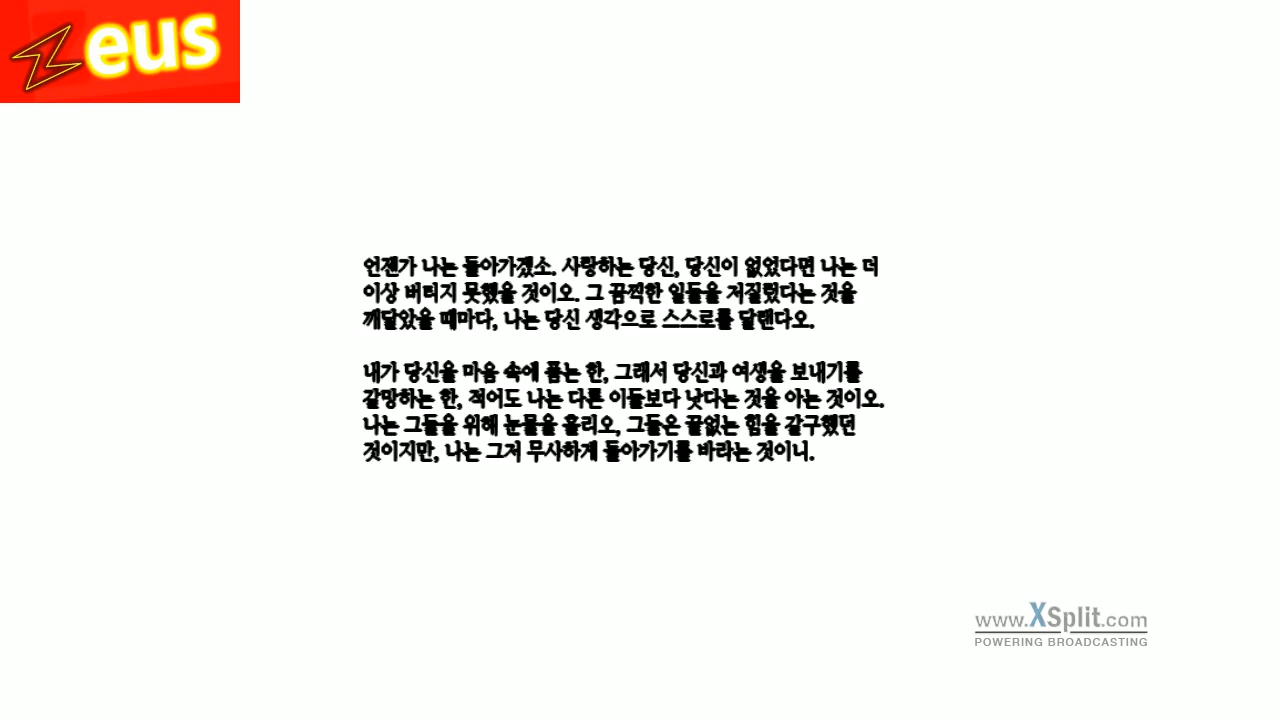 Zeus
언젠가 나는 돌아가겠소. 사랑하는 당신, 당신이 없었다면 나는 더
이상 버티지 못했을 것이오. 그 끔찍한 일들을 저질렀다는 것을
깨달았을 때마다, 나는 당신 생각으로 스스로를 달랜다오.
내가 당신을 마음 속에 품는 한, 그래서 당신과 여생을 보내기를
갈망하는 한, 적어도 나는 다른 이들보다 낫다는 것을 아는 것이오.
나는 그들을 위해 눈물을 흘리오, 그들은 끝없는 힘을 갈구했던
것이지만, 나는 그저 무사하게 돌아가기를 바라는 것이니.
www.XSplit.com
POWERING BROADCASTING